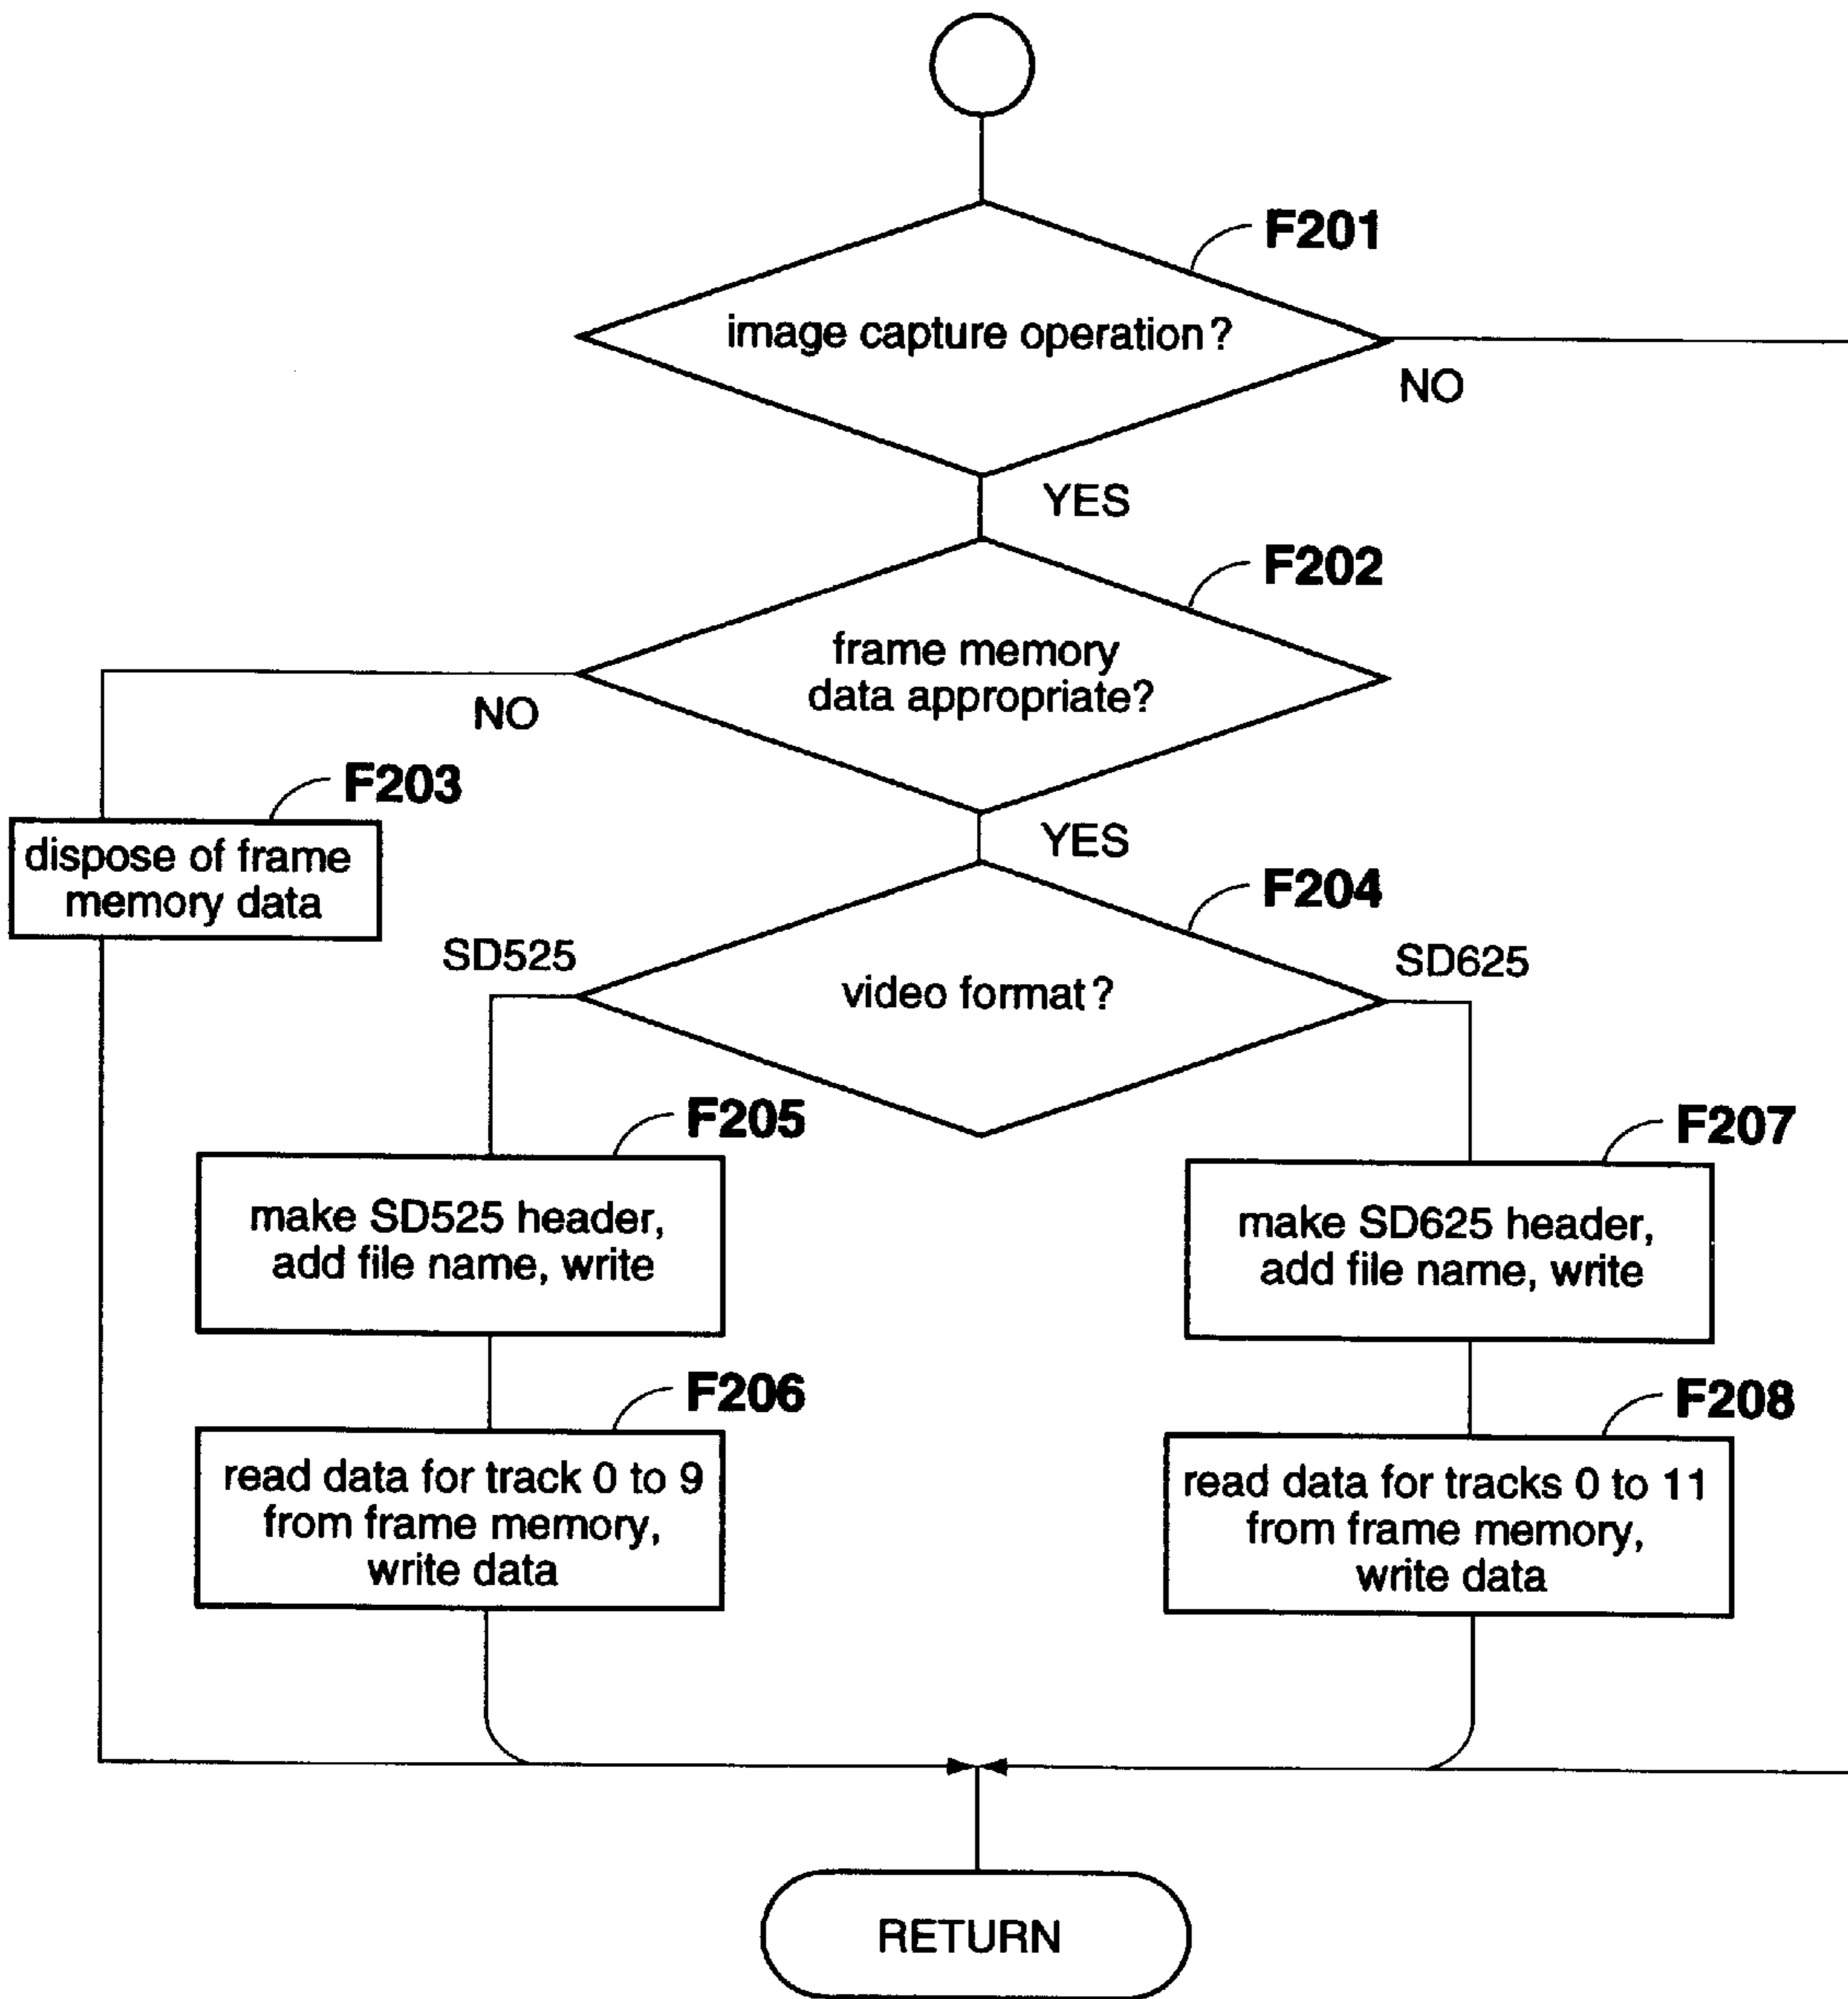 F201
image capture operation?
NO
YES
F202
frame memory
data appropriate?
NO
F203
YES
dispose of frame
memory data
F204
SD525
SD625
video format?
F205
F207
make SD525 header,
add file name, write
make SD625 header,
add file name, write
F206
F208
read data for track 0 to 9
from frame memory,
write data
read data for tracks 0 to 11
from frame memory,
write data
RETURN